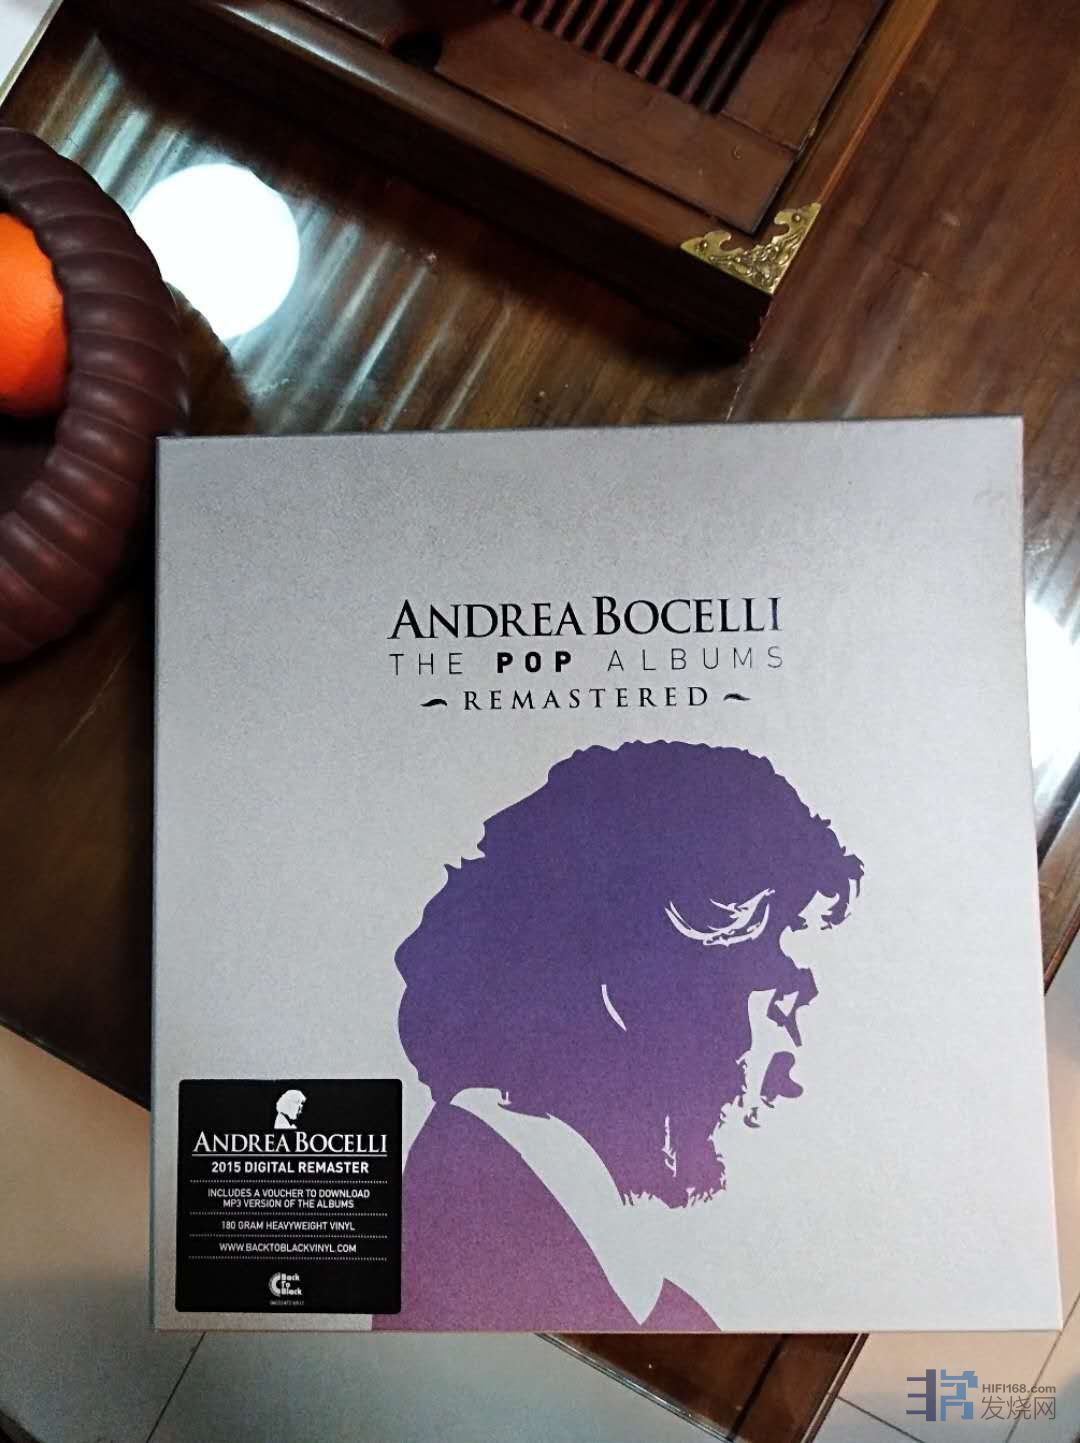 ANDREA BOCELLI
THE POP ALBUMS
REMASTERED
ANDREA BOCELLI
2015 DIGITAL REMASTER
INCLUDES A VOUCHER TO DOWNLOAD
MP3 VERSION OF THE ALBUMS
180 GRAM HEAVYWEIGHT VINYL
WWW.BACKTOBLACKVINYL.COM
Back
To
Black
HIFI168.com
发烧网